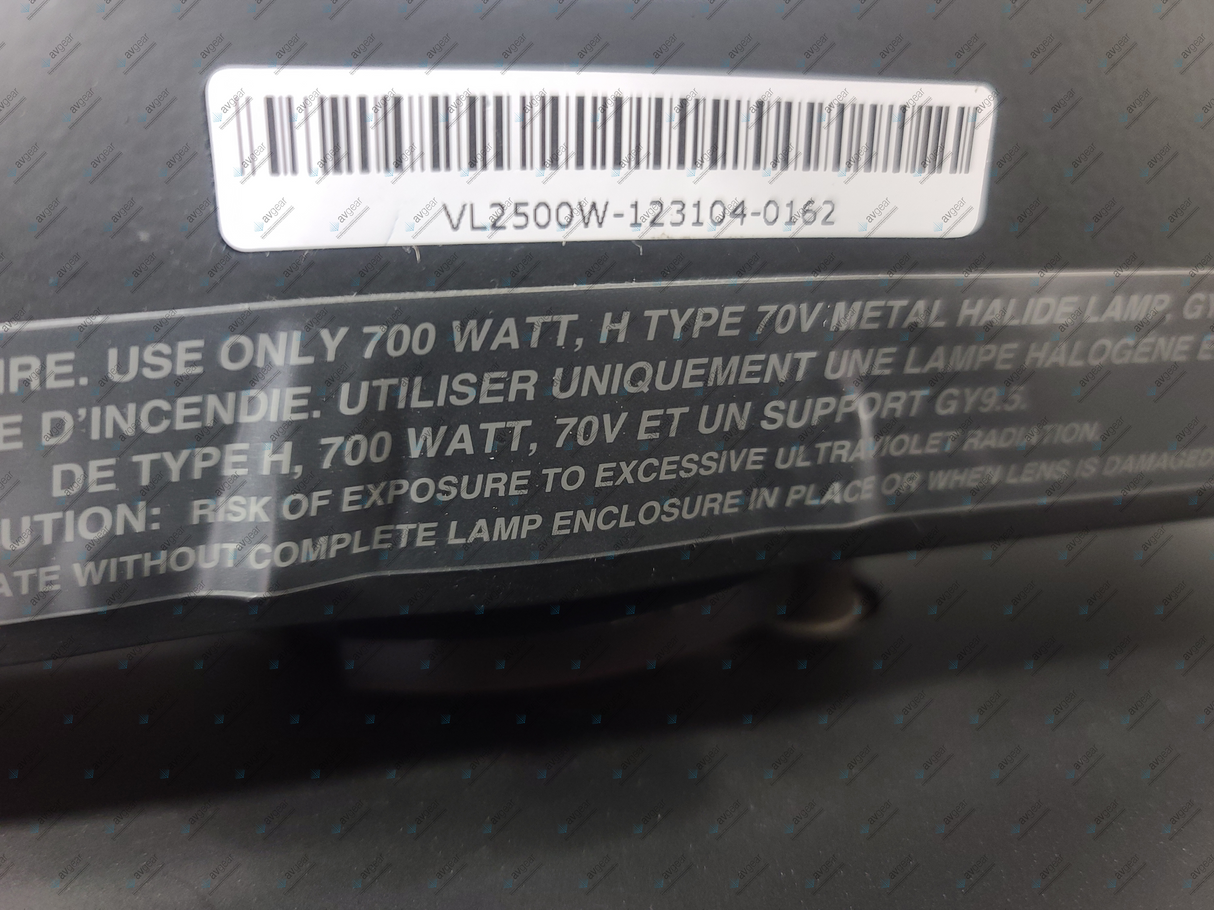 VL2500W-123104-0162
IRE. USE ONLY 700 WATT, H TYPE 70V METAL HALIDE LAMP, GY
E D'INCENDIE. UTILISER UNIQUEMENT UNE LAMPE HALOGÈNE E
DE TYPE H, 700 WATT, 70V ET UN SUPPORT GY9.5.
UTION: RISK OF EXPOSURE TO EXCESSIVE ULTRAVIOLET RADIATION.
ATE WITHOUT COMPLETE LAMP ENCLOSURE IN PLACE OR WHEN LENS IS DAMAGED
avgear